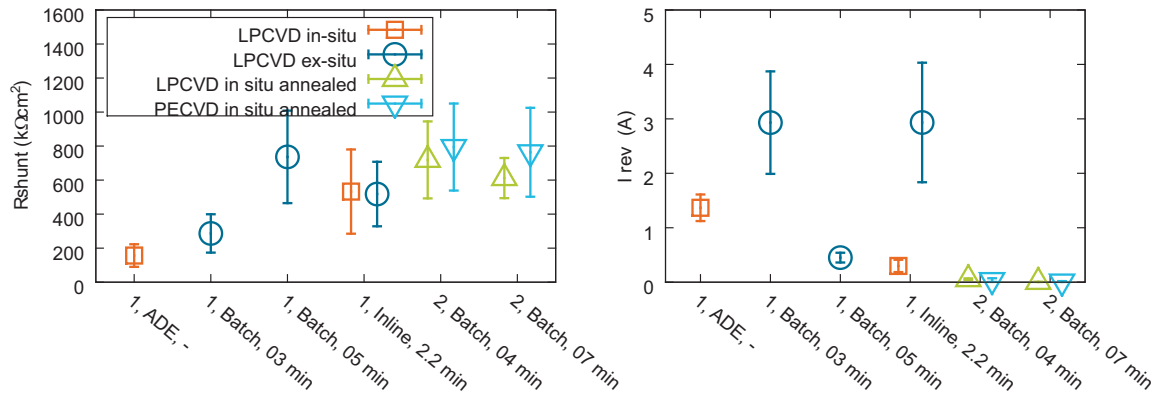 1600
1400
1200
1000
800
600
400
200
0
Rshunt (kΩcm2)
LPCVD in-situ
LPCVD ex-situ
LPCVD in situ annealed
PECVD in situ annealed
1, ADE, -
1, Batch, 03 min
1, Batch, 05 min
1, Inline, 2.2 min
2, Batch, 04 min
2, Batch, 07 min
5
4
3
2
1
0
I rev (A)
1, ADE, -
1, Batch, 03 min
1, Batch, 05 min
1, Inline, 2.2 min
2, Batch, 04 min
2, Batch, 07 min